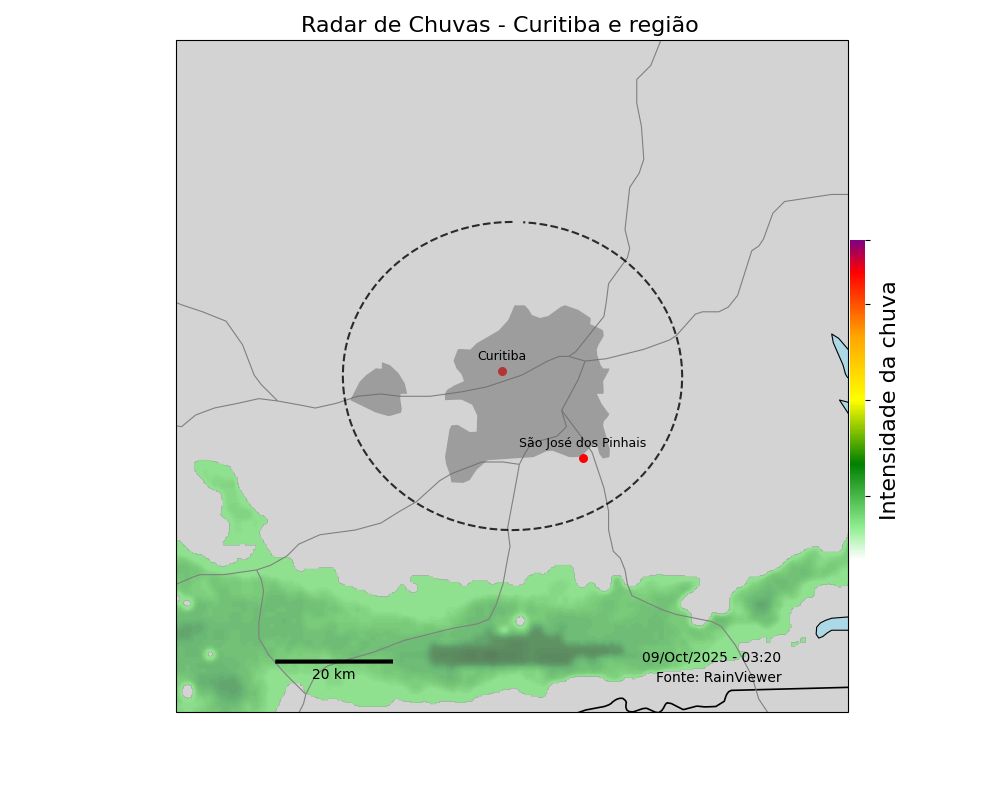 Radar de Chuvas - Curitiba e região
Curitiba
São José dos Pinhais
Intensidade da chuva
20 km
09/Oct/2025 - 03:20
Fonte: RainViewer